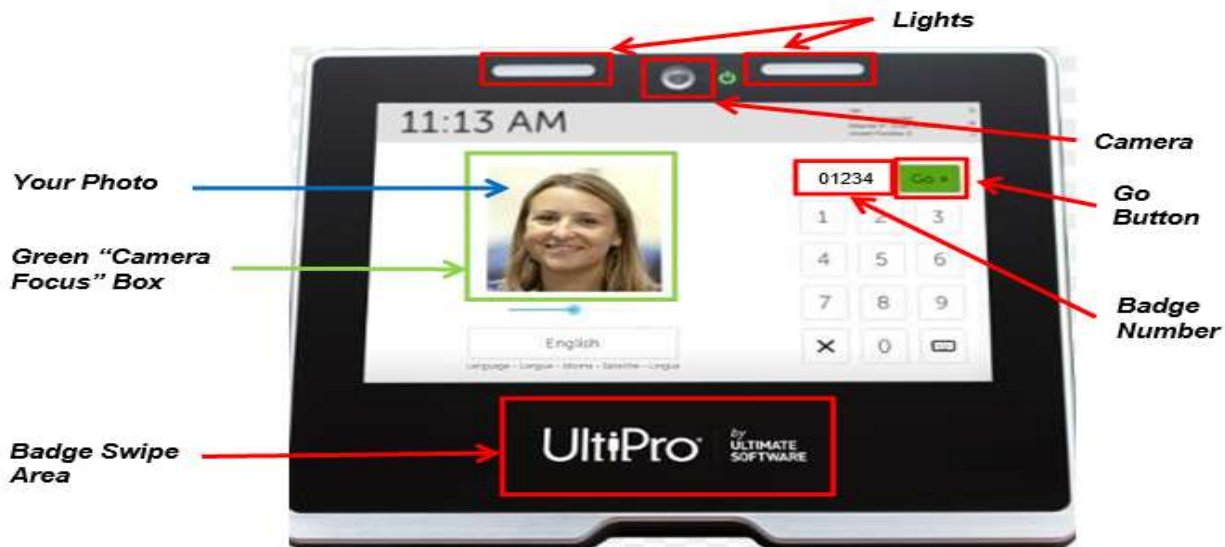 Lights
11:13 AM
Camera
Your Photo
01234 Go
Go
Button
1 2 3
Green “Camera
Focus” Box
4 5 6
7 8 9
Badge
Number
English
0
Language - Langue - Idioma - Sprache - Lingua
Badge Swipe
Area
UltiPro by
ULTIMATE
SOFTWARE